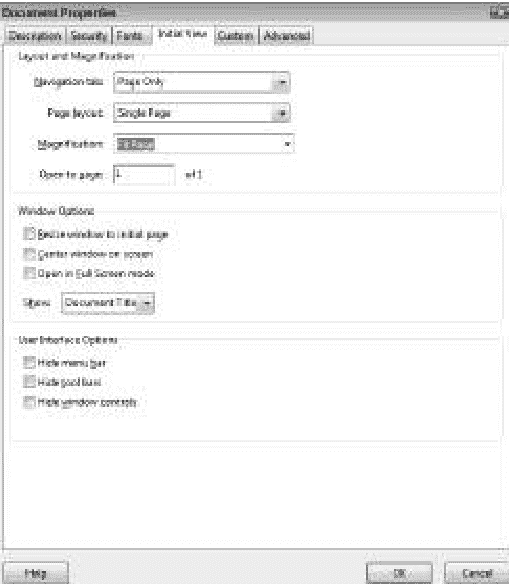 Document Properties
Description Security Fonts Initial View Custom Advanced
Layout and Magnification
Navigation tab: Page Only
Page layout: Single Page
Magnification: Fit Page
Open to page: 1 of 1
Window Options
Resize window to initial page
Center window on screen
Open in Full Screen mode
Show: Document Title
User Interface Options
Hide menu bar
Hide tool bars
Hide window controls
Help OK Cancel